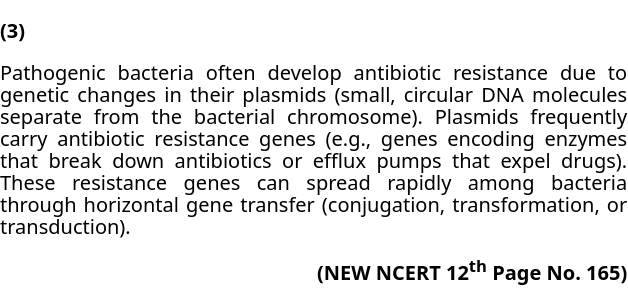 (3)
Pathogenic bacteria often develop antibiotic resistance due to
genetic changes in their plasmids (small, circular DNA molecules
separate from the bacterial chromosome). Plasmids frequently
carry antibiotic resistance genes (e.g., genes encoding enzymes
that break down antibiotics or efflux pumps that expel drugs).
These resistance genes can spread rapidly among bacteria
through horizontal gene transfer (conjugation, transformation, or
transduction).
(NEW NCERT 12th Page No. 165)